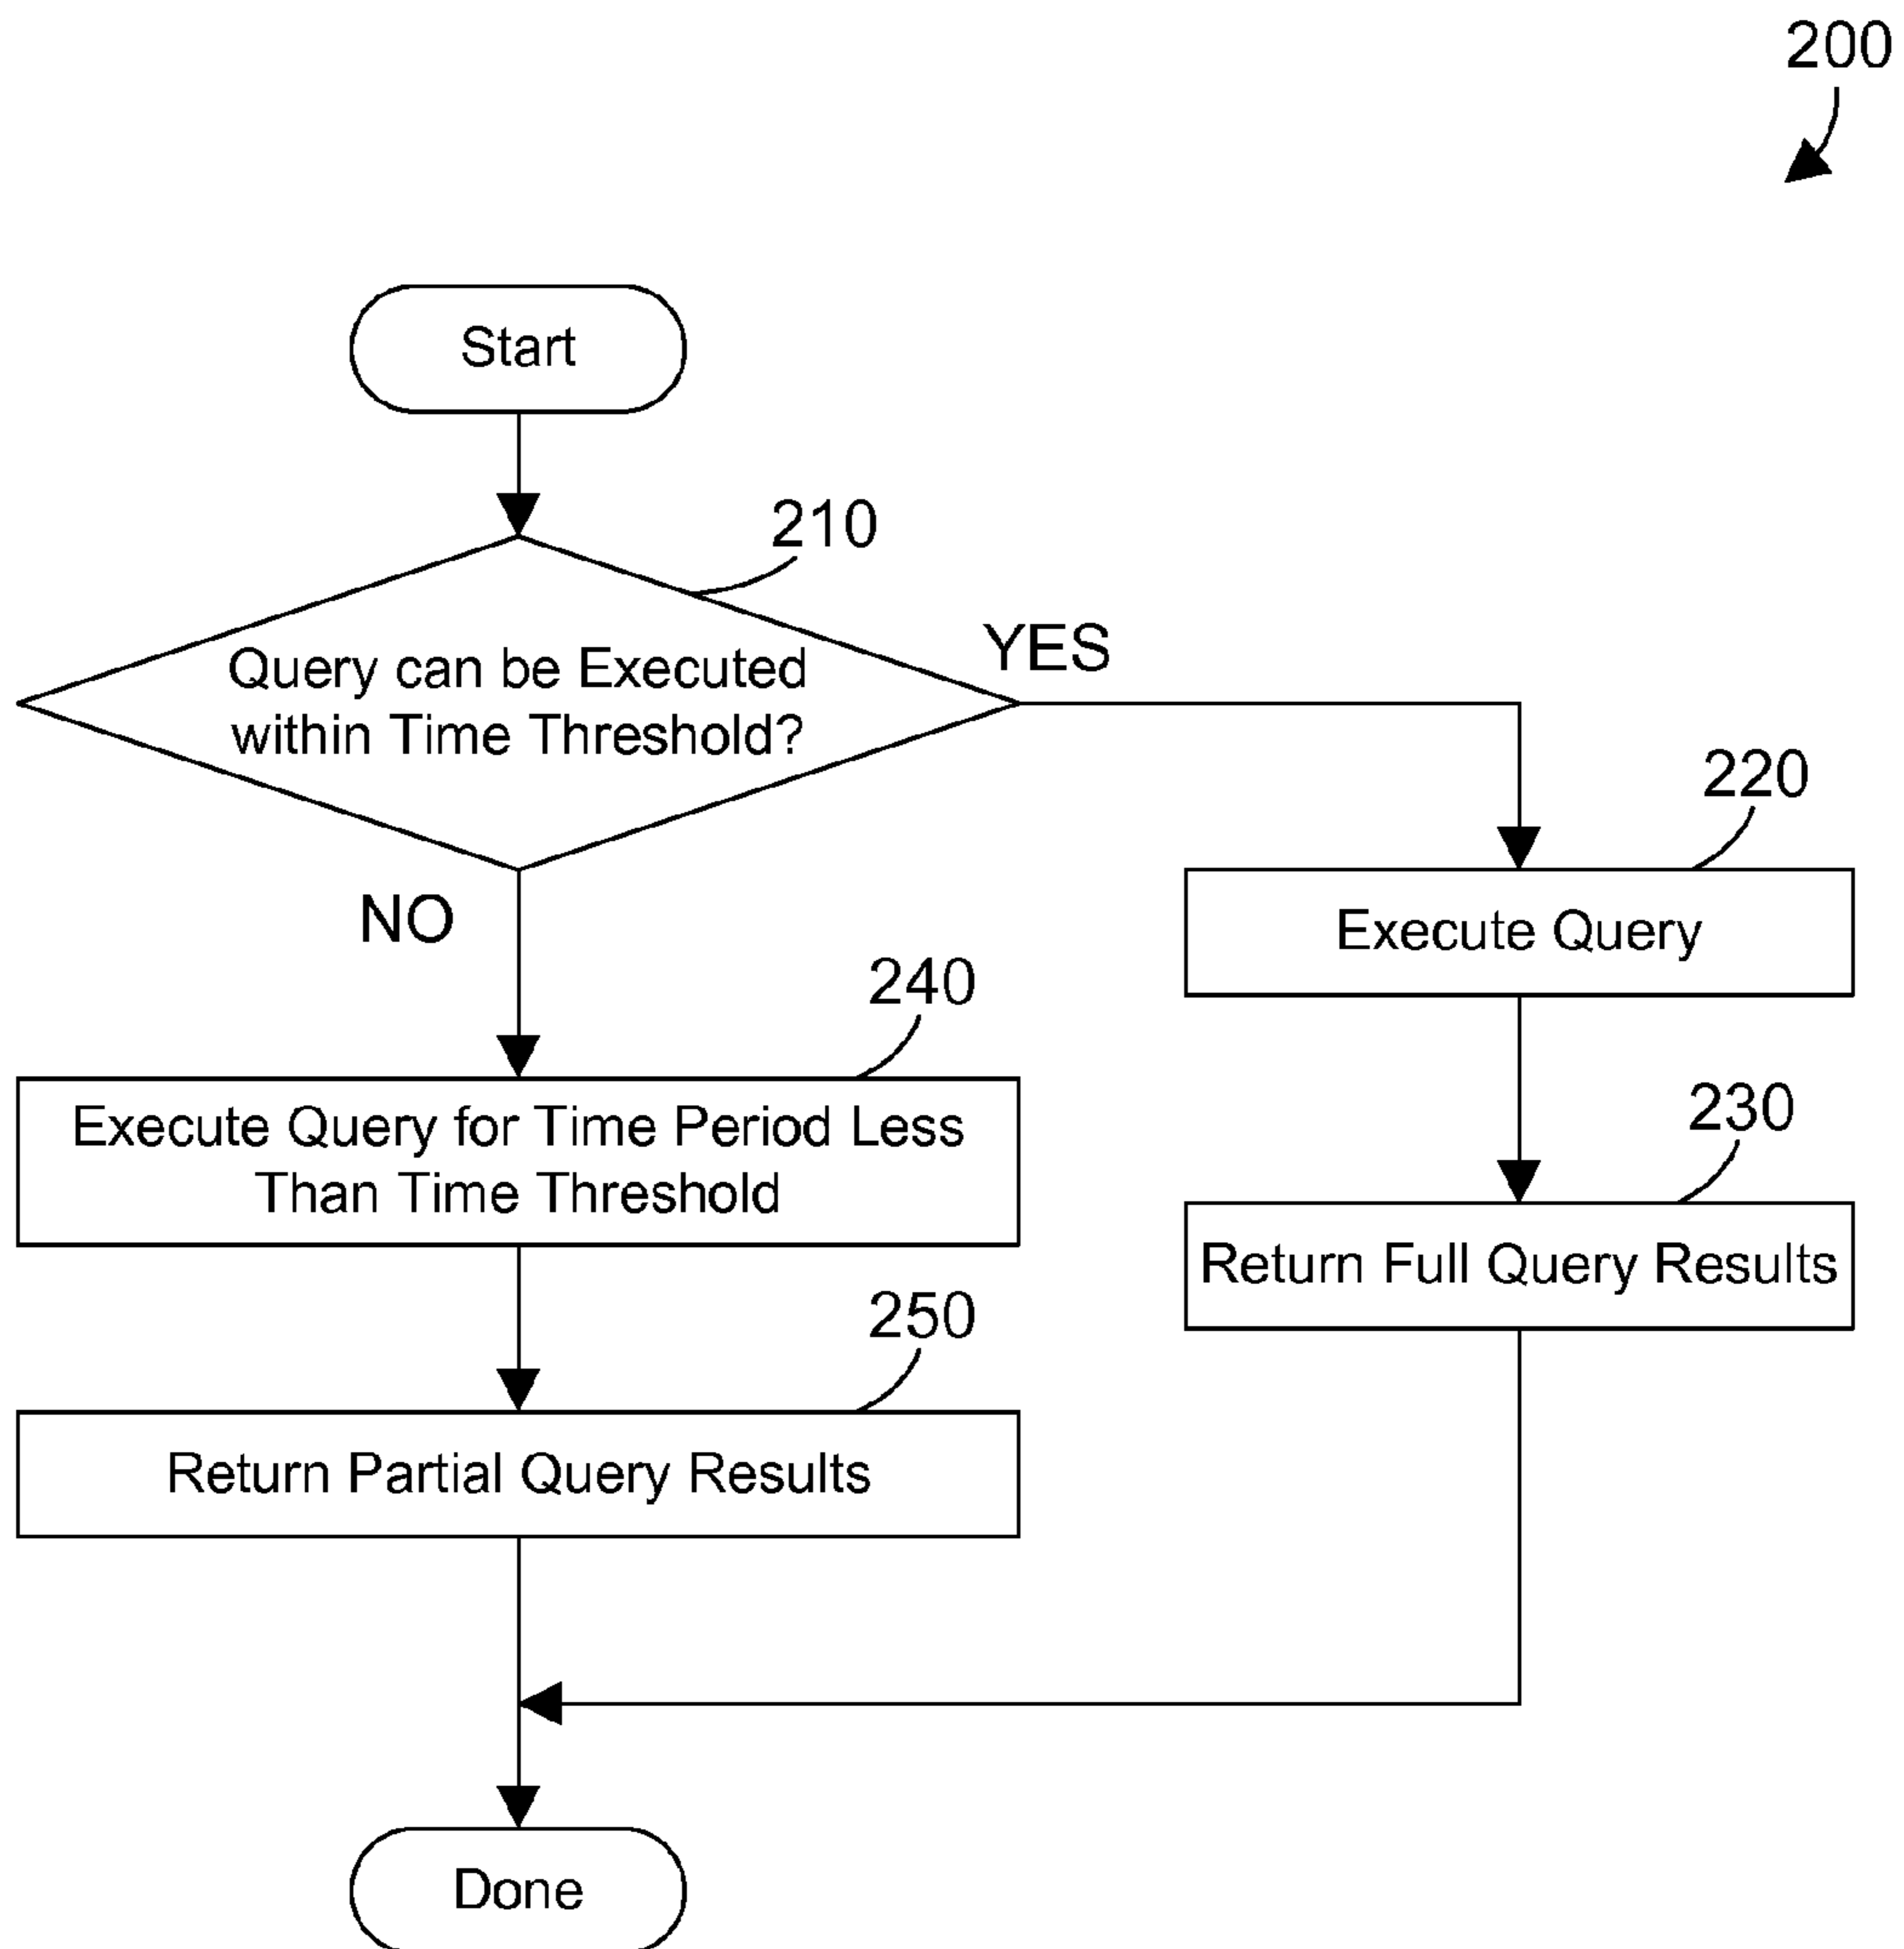 200
Start
210
Query can be Executed
within Time Threshold?
YES
220
Execute Query
NO
240
Execute Query for Time Period Less
Than Time Threshold
230
Return Full Query Results
250
Return Partial Query Results
Done